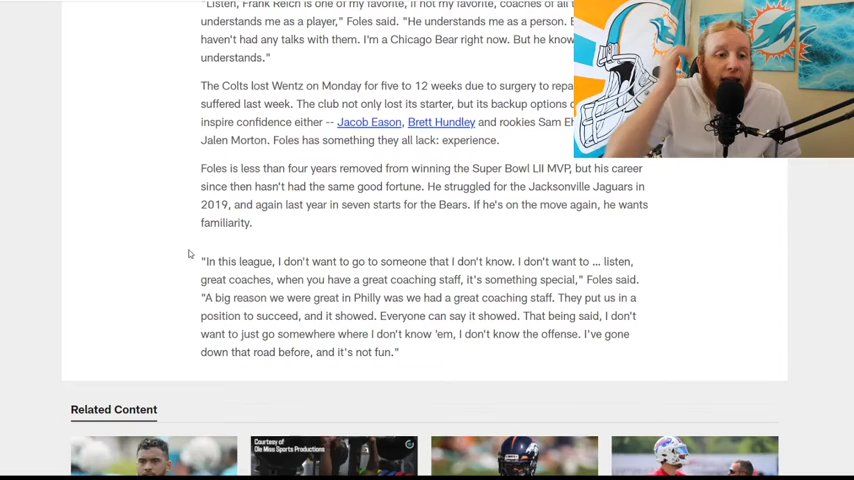 "Listen, Frank Reich is one of my favorite, if not my favorite, coaches of
understands me as a player," Foles said. "He understands me as a person.
haven't had any talks with them. I'm a Chicago Bear right now. But he know
understands."
The Colts lost Wentz on Monday for five to 12 weeks due to surgery to repa
suffered last week. The club not only lost its starter, but its backup options
inspire confidence either -- Jacob Eason, Brett Hundley and rookies Sam Eh
Jalen Morton. Foles has something they all lack: experience.
Foles is less than four years removed from winning the Super Bowl LII MVP, but his career
since then hasn't had the same good fortune. He struggled for the Jacksonville Jaguars in
2019, and again last year in seven starts for the Bears. If he's on the move again, he wants
familiarity.
"In this league, I don't want to go to someone that I don't know. I don't want to ... listen,
great coaches, when you have a great coaching staff, it's something special," Foles said.
"A big reason we were great in Philly was we had a great coaching staff. They put us in a
position to succeed, and it showed. Everyone can say it showed. That being said, I don't
want to just go somewhere where I don't know 'em, I don't know the offense. I've gone
down that road before, and it's not fun."
Related Content
Courtesy of
Ole Miss Sports Productions